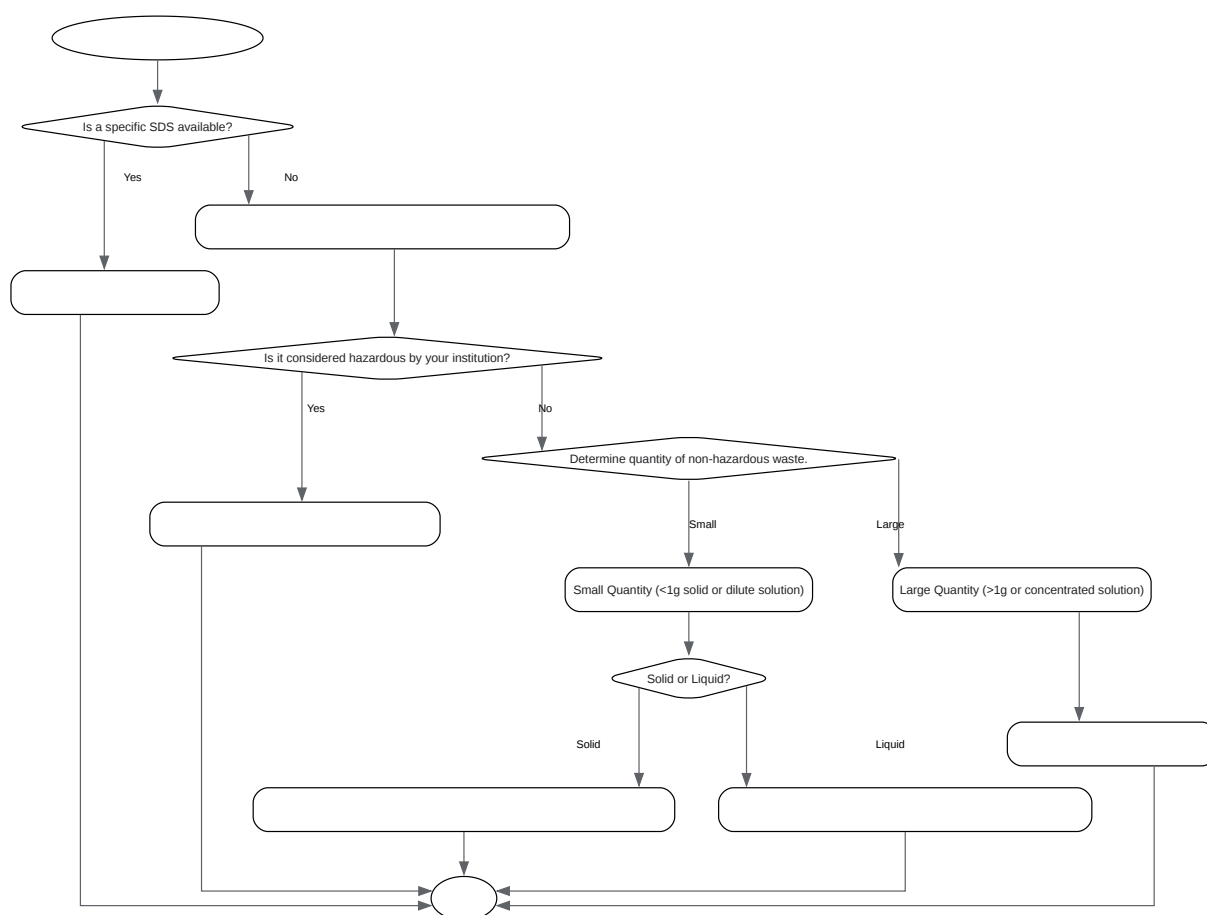 Is a specific SDS available?
Yes
No
Is it considered hazardous by your institution?
Yes
No
Determine quantity of non-hazardous waste.
Small
Large
Small Quantity (<1g solid or dilute solution)
Large Quantity (>1g or concentrated solution)
Solid or Liquid?
Solid
Liquid